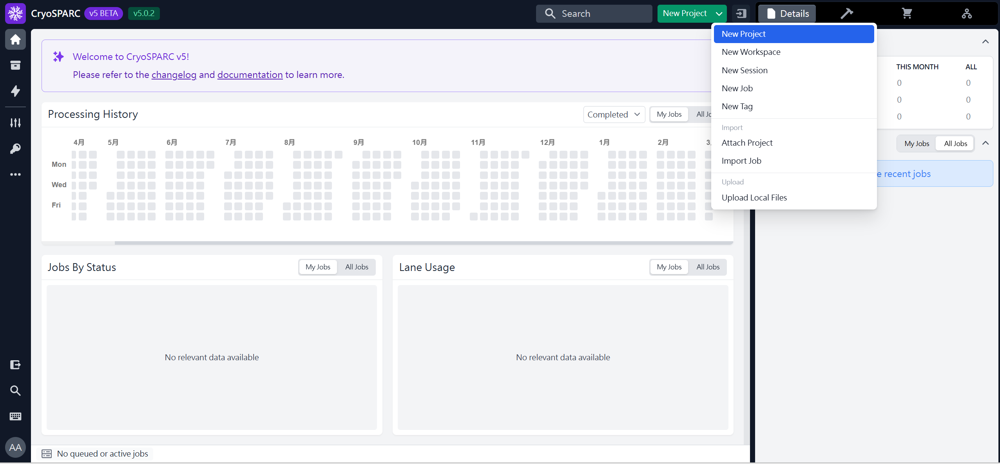 CryoSPARC v5 BETA v5.0.2
Search
New Project
Details
New Project
New Workspace
New Session
New Job
New Tag
Import
Attach Project
Import Job
Upload
Upload Local Files
Welcome to CryoSPARC v5!
Please refer to the changelog and documentation to learn more.
THIS MONTH ALL
0 0
0 0
0 0
My Jobs All Jobs
recent jobs
Processing History
Completed
My Jobs All
4月 5月 6月 7月 8月 9月 10月 11月 12月 1月 2月
Mon
Wed
Fri
Jobs By Status
My Jobs All Jobs
No relevant data available
Lane Usage
My Jobs All Jobs
No relevant data available
AA
No queued or active jobs